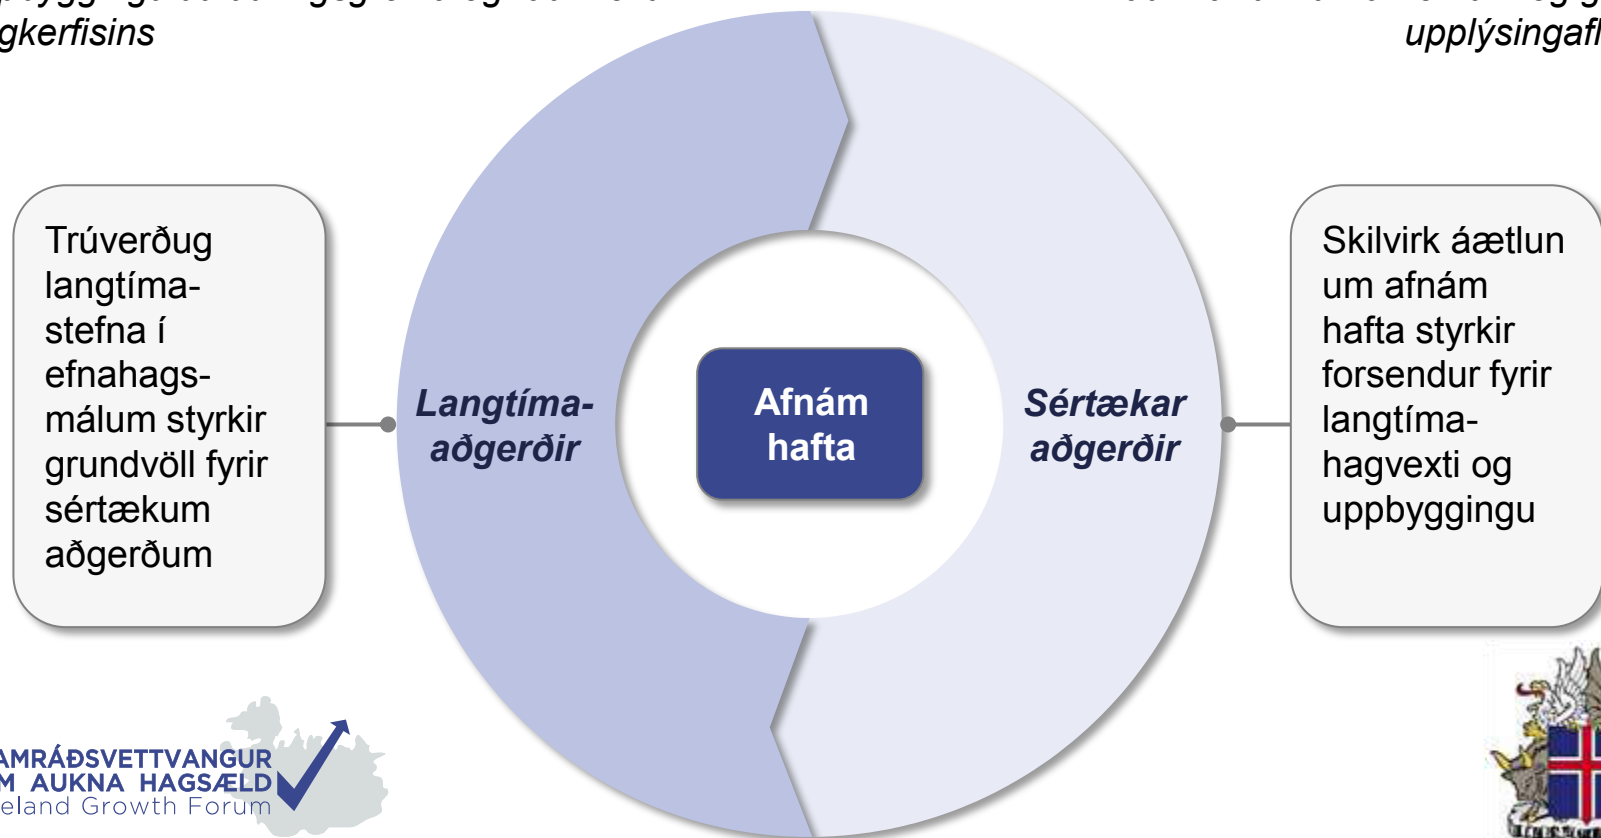 gkerfisins
upplýsingafl
Trúverðug
langtíma-
stefna í
efnahags-
málum styrkir
grundvöll fyrir
sértækum
aðgerðum
Langtíma-
aðgerðir
Afnám
hafta
Sértækar
aðgerðir
Skilvirk áætlun
um afnám
hafta styrkir
forsendur fyrir
langtíma-
hagvexti og
uppbyggingu
AMRÁÐSVETTVANGUR
M AUKNA HAGSÆLD
eland Growth Forum